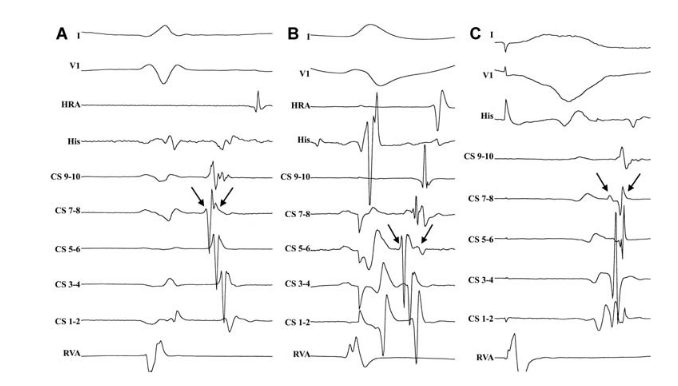 A
I
V1
HRA
His
CS 9-10
CS 7-8
CS 5-6
CS 3-4
CS 1-2
RVA
B
I
V1
HRA
His
CS 9-10
CS 7-8
CS 5-6
CS 3-4
CS 1-2
RVA
C
I
V1
His
CS 9-10
CS 7-8
CS 5-6
CS 3-4
CS 1-2
RVA